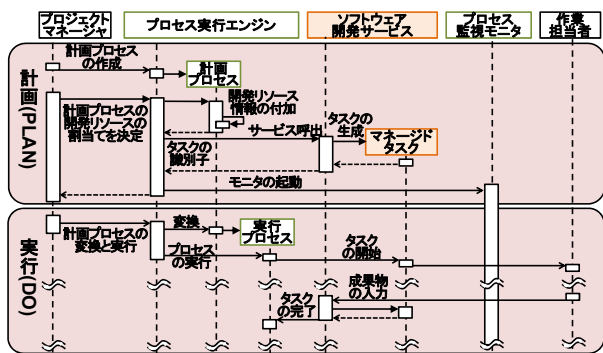 プロジェクト
マネージャ
プロセス実行エンジン
ソフトウェア
開発サービス
プロセス
監視モニタ
作業
担当者
計画(PLAN)
計画プロセス
の作成
計画
プロセス
計画プロセスの
開発リソースの
割当てを決定
開発リソース
情報の付加
サービス呼出
タスクの
生成
マネージド
タスク
タスクの
識別子
モニタの起動
実行(DO)
計画プロセスの
変換と実行
変換
実行
プロセス
プロセス
の実行
タスク
の開始
成果物
の入力
タスク
の完了